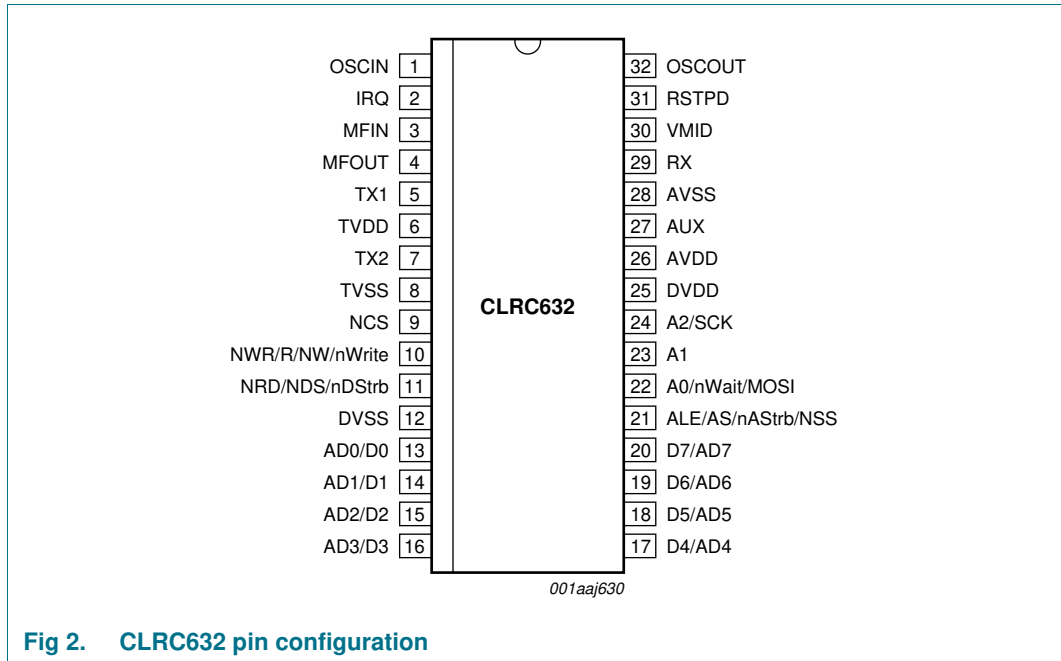 OSCIN 1 32 OSCOUT
IRQ 2 31 RSTPD
MFIN 3 30 VMID
MFOUT 4 29 RX
TX1 5 28 AVSS
TVDD 6 27 AUX
TX2 7 26 AVDD
TVSS 8 25 DVDD
CLRC632
NCS 9 24 A2/SCK
NWR/R/NW/nWrite 10 23 A1
NRD/NDS/nDStrb 11 22 A0/nWait/MOSI
DVSS 12 21 ALE/AS/nAStrb/NSS
AD0/D0 13 20 D7/AD7
AD1/D1 14 19 D6/AD6
AD2/D2 15 18 D5/AD5
AD3/D3 16 17 D4/AD4
001aaj630
Fig 2. CLRC632 pin configuration